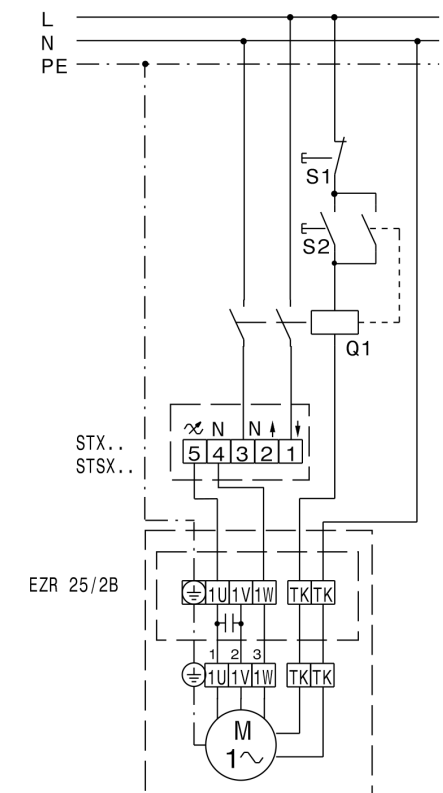 L
N
PE
S1
S2
Q1
N N
STX..
STSX..
5 4 3 2 1
EZR 25/2B
1U 1V 1W TK TK
1 2 3
1U 1V 1W TK TK
M
1